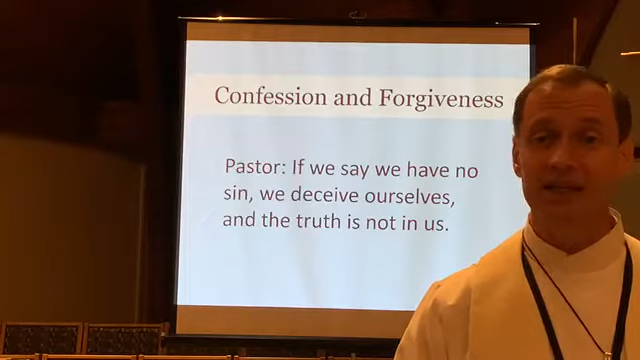 Confession and Forgiveness
Pastor: If we say we have no
sin, we deceive ourselves,
and the truth is not in us.